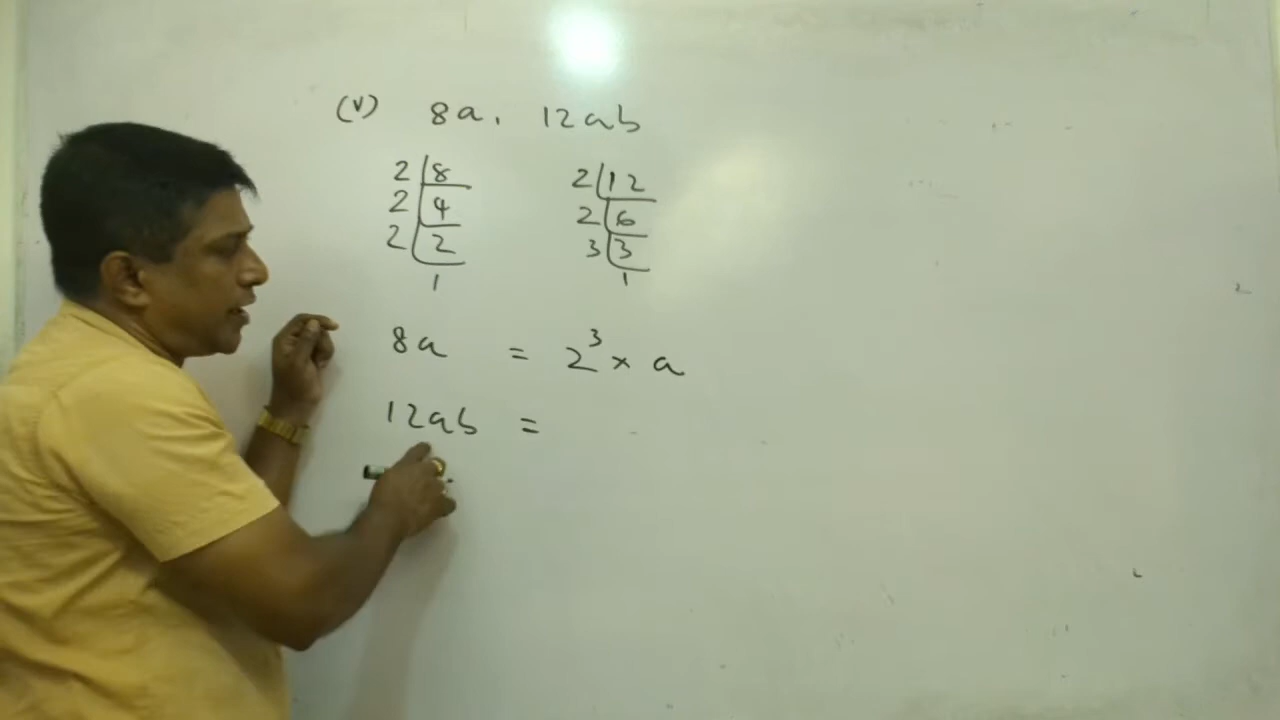 (v) 8a, 12ab
2 8 2 12
2 4 2 6
2 2 3 3
1 1
8a = 2³ × a
12ab =